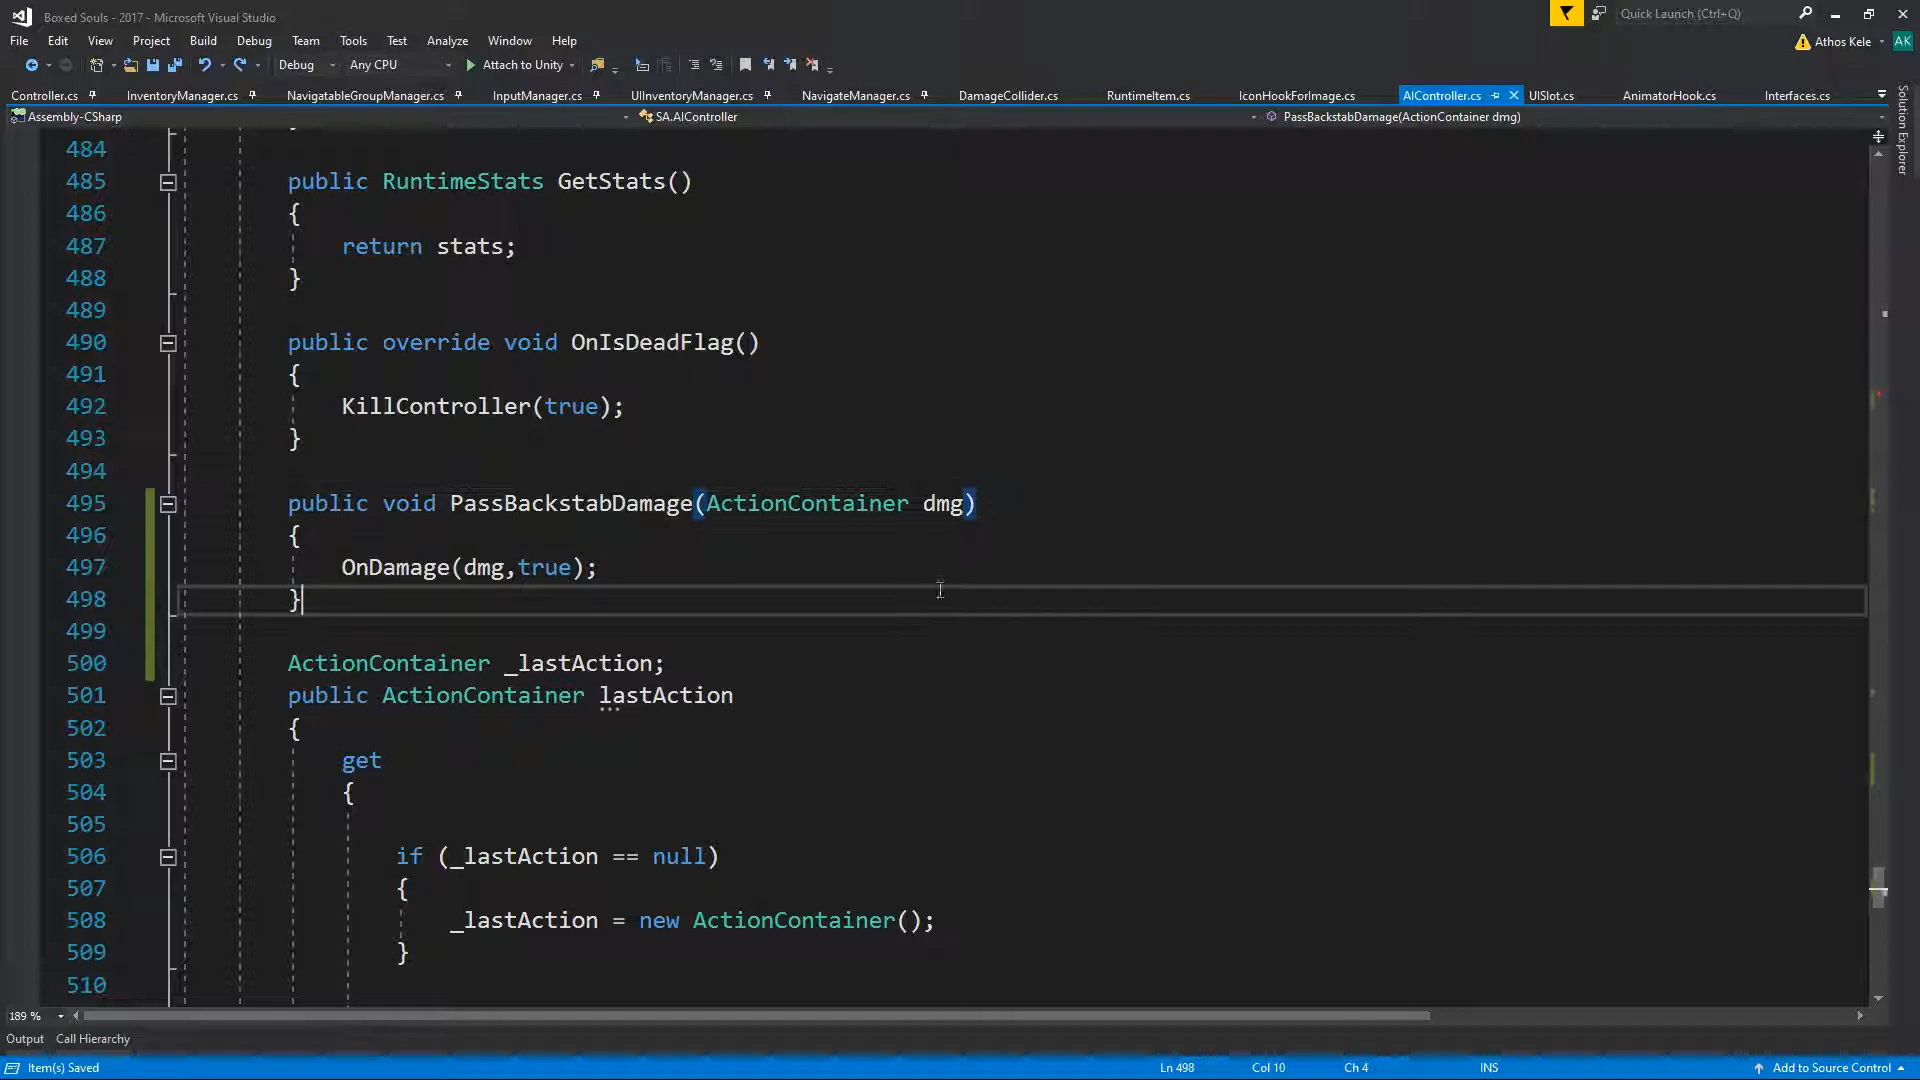 Boxed Souls - 2017 - Microsoft Visual Studio
Quick Launch (Ctrl+Q)
File Edit View Project Build Debug Team Tools Test Analyze Window Help
Athos Kele AK
Debug Any CPU Attach to Unity
Controller.cs InventoryManager.cs NavigatableGroupManager.cs InputManager.cs UIInventoryManager.cs NavigateManager.cs DamageCollider.cs RuntimeItem.cs IconHookForImage.cs AIController.cs UISlot.cs AnimatorHook.cs Interfaces.cs
Assembly-CSharp SA.AIController PassBackstabDamage(ActionContainer dmg)
Solution Explorer
484
485 public RuntimeStats GetStats()
486 {
487 return stats;
488 }
489
490 public override void OnIsDeadFlag()
491 {
492 KillController(true);
493 }
494
495 public void PassBackstabDamage(ActionContainer dmg)
496 {
497 OnDamage(dmg,true);
498 }
499
500 ActionContainer _lastAction;
501 public ActionContainer lastAction
502 {
503 get
504 {
505
506 if (_lastAction == null)
507 {
508 _lastAction = new ActionContainer();
509 }
510
189 %
Output Call Hierarchy
Item(s) Saved Ln 498 Col 10 Ch 4 INS Add to Source Control